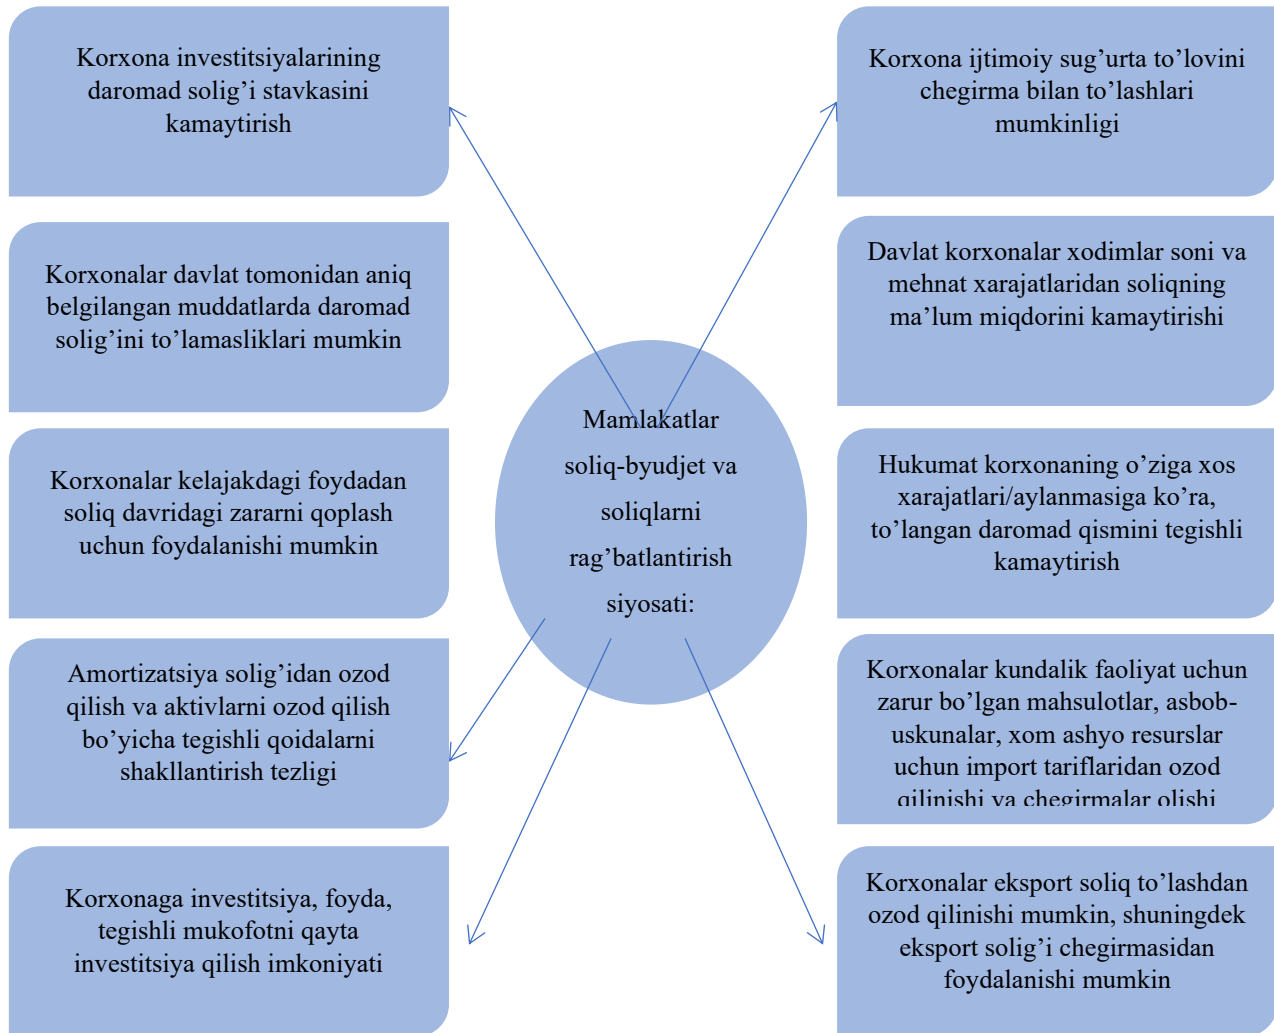 Korxona investitsiyalarining
daromad solig’i stavkasini
kamaytirish
Korxonalar davlat tomonidan aniq
belgilangan muddatlarda daromad
solig’ini to’lamasliklari mumkin
Korxonalar kelajakdagi foydadan
soliq davridagi zararni qoplash
uchun foydalanishi mumkin
Amortizatsiya solig’idan ozod
qilish va aktivlarni ozod qilish
bo’yicha tegishli qoidalarni
shakllantirish tezligi
Korxonaga investitsiya, foyda,
tegishli mukofotni qayta
investitsiya qilish imkoniyati
Mamlakatlar
soliq-byudjet va
soliqlarni
rag’batlantirish
siyosati:
Korxona ijtimoiy sug’urta to’lovini
chegirma bilan to’lashlari
mumkinligi
Davlat korxonalar xodimlar soni va
mehnat xarajatlaridan soliqning
ma’lum miqdorini kamaytirishi
Hukumat korxonaning o’ziga xos
xarajatlari/aylanmasiga ko’ra,
to’langan daromad qismini tegishli
kamaytirish
Korxonalar kundalik faoliyat uchun
zarur bo’lgan mahsulotlar, asbob-
uskunalar, xom ashyo resurslar
uchun import tariflaridan ozod
qilinishi va chegirmalar olishi
Korxonalar eksport soliq to’lashdan
ozod qilinishi mumkin, shuningdek
eksport solig’i chegirmasidan
foydalanishi mumkin